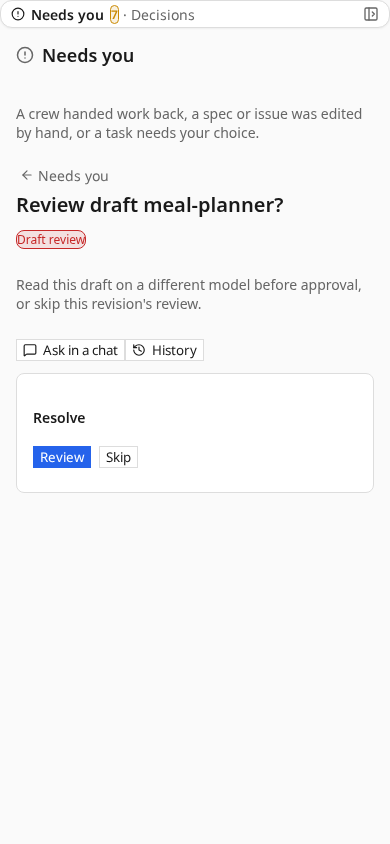 Needs you 7 · Decisions
Needs you
A crew handed work back, a spec or issue was edited
by hand, or a task needs your choice.
Needs you
Review draft meal-planner?
Draft review
Read this draft on a different model before approval,
or skip this revision's review.
Ask in a chat History
Resolve
Review Skip